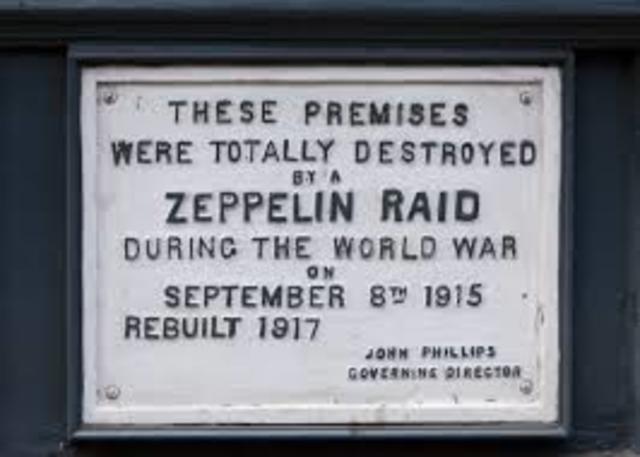 THESE PREMISES
WERE TOTALLY DESTROYED
BY A
ZEPPELIN RAID
DURING THE WORLD WAR
ON
SEPTEMBER 8TH 1915
REBUILT 1917
JOHN PHILLIPS
GOVERNING DIRECTOR